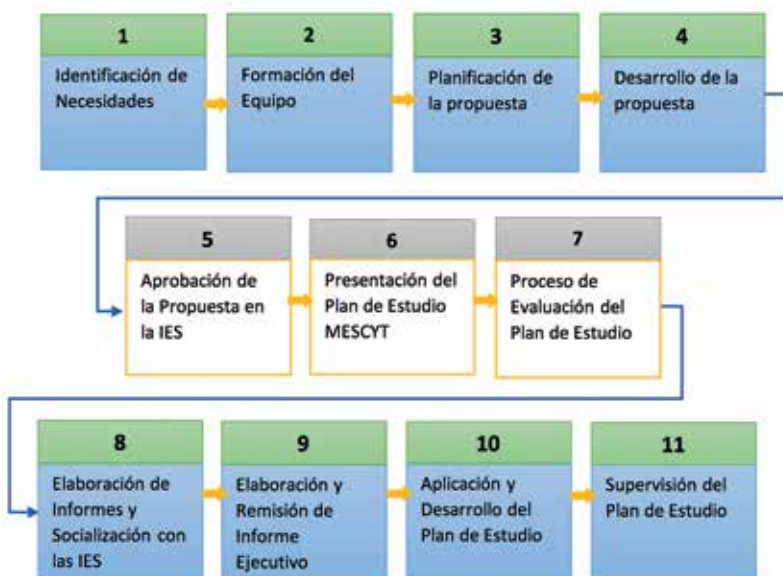 1
Identificación de
Necesidades
2
Formación del
Equipo
3
Planificación de
la propuesta
4
Desarrollo de la
propuesta
5
Aprobación de
la Propuesta en
la IES
6
Presentación del
Plan de Estudio
MESCYT
7
Proceso de
Evaluación del
Plan de Estudio
8
Elaboración de
Informes y
Socialización con
las IES
9
Elaboración y
Remisión de
Informe
Ejecutivo
10
Aplicación y
Desarrollo del
Plan de Estudio
11
Supervisión del
Plan de Estudio